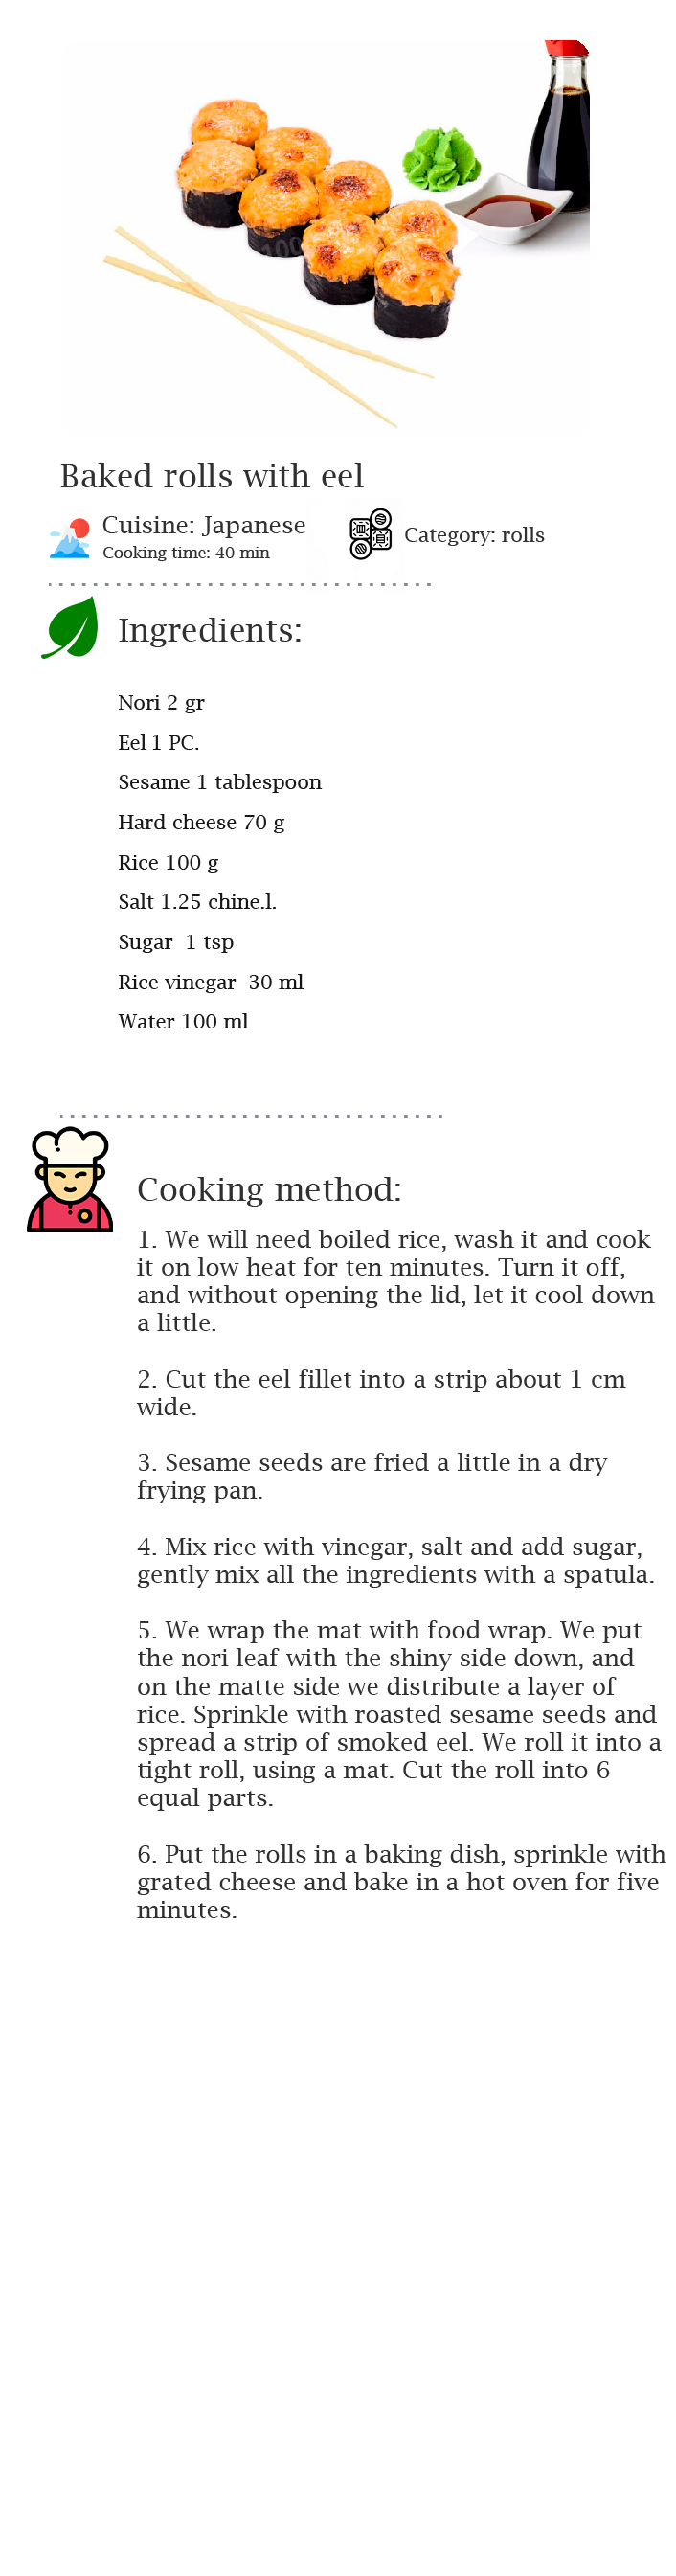 Baked rolls with eel
Cuisine: Japanese
Cooking time: 40 min
Category: rolls
Ingredients:
Nori 2 gr
Eel 1 PC.
Sesame 1 tablespoon
Hard cheese 70 g
Rice 100 g
Salt 1.25 chine.l.
Sugar  1 tsp
Rice vinegar  30 ml
Water 100 ml
Cooking method:
1. We will need boiled rice, wash it and cook
it on low heat for ten minutes. Turn it off,
and without opening the lid, let it cool down
a little.
2. Cut the eel fillet into a strip about 1 cm
wide.
3. Sesame seeds are fried a little in a dry
frying pan.
4. Mix rice with vinegar, salt and add sugar,
gently mix all the ingredients with a spatula.
5. We wrap the mat with food wrap. We put
the nori leaf with the shiny side down, and
on the matte side we distribute a layer of
rice. Sprinkle with roasted sesame seeds and
spread a strip of smoked eel. We roll it into a
tight roll, using a mat. Cut the roll into 6
equal parts.
6. Put the rolls in a baking dish, sprinkle with
grated cheese and bake in a hot oven for five
minutes.